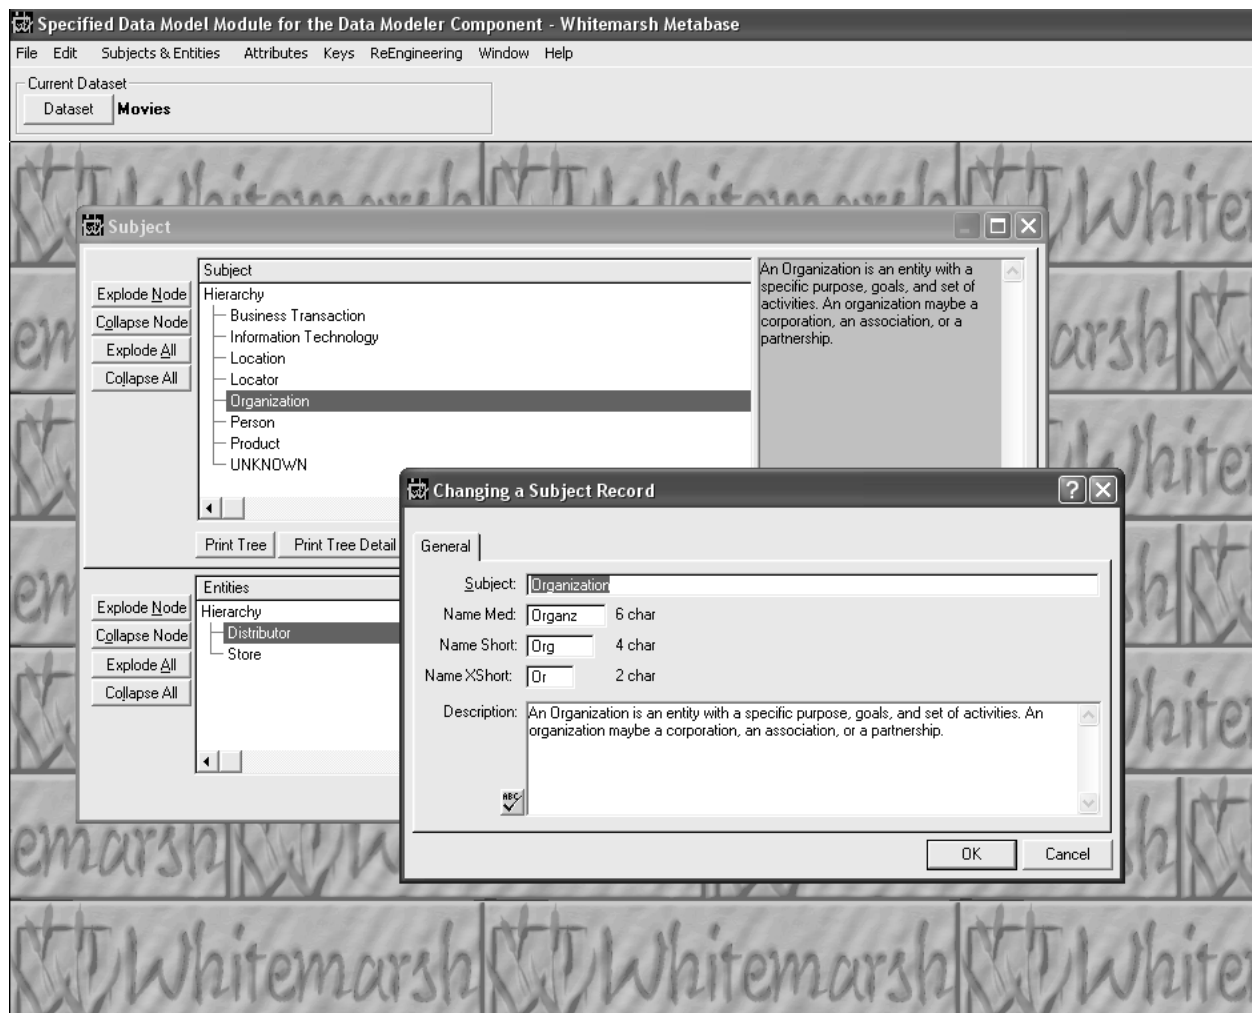 Specified Data Model Module for the Data Modeler Component - Whitemarsh Metabase
File Edit Subjects & Entities Attributes Keys ReEngineering Window Help
Current Dataset
Dataset Movies
Subject
Subject
Explode Node
Collapse Node
Explode All
Collapse All
Hierarchy
Business Transaction
Information Technology
Location
Locator
Organization
Person
Product
UNKNOWN
An Organization is an entity with a
specific purpose, goals, and set of
activities. An organization maybe a
corporation, an association, or a
partnership.
Print Tree Print Tree Detail
Entities
Explode Node
Collapse Node
Explode All
Collapse All
Hierarchy
Distributor
Store
Changing a Subject Record
General
Subject: Organization
Name Med: Organz 6 char
Name Short: Org 4 char
Name XShort: Or 2 char
Description: An Organization is an entity with a specific purpose, goals, and set of activities. An
organization maybe a corporation, an association, or a partnership.
ABC
OK Cancel
Whitemarsh Whitemarsh White